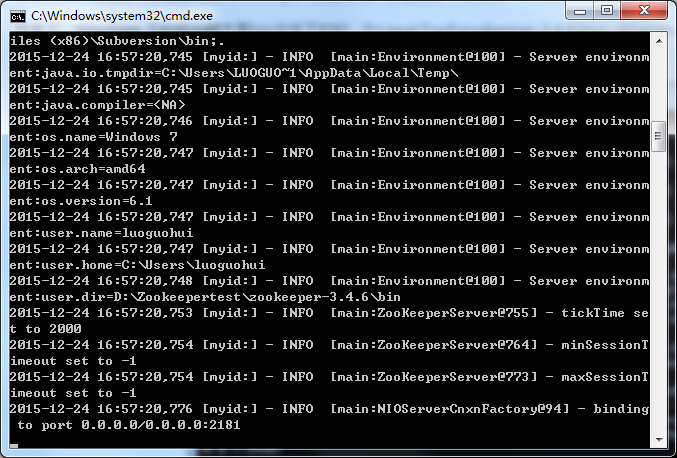 C:\Windows\system32\cmd.exe
iles (x86)\Subversion\bin;.
2015-12-24 16:57:20,745 [myid:] - INFO  [main:Environment@100] - Server environm
ent:java.io.tmpdir=C:\Users\LUOGUO~1\AppData\Local\Temp\
2015-12-24 16:57:20,745 [myid:] - INFO  [main:Environment@100] - Server environm
ent:java.compiler=<NA>
2015-12-24 16:57:20,746 [myid:] - INFO  [main:Environment@100] - Server environm
ent:os.name=Windows 7
2015-12-24 16:57:20,747 [myid:] - INFO  [main:Environment@100] - Server environm
ent:os.arch=amd64
2015-12-24 16:57:20,747 [myid:] - INFO  [main:Environment@100] - Server environm
ent:os.version=6.1
2015-12-24 16:57:20,747 [myid:] - INFO  [main:Environment@100] - Server environm
ent:user.name=luoguohui
2015-12-24 16:57:20,747 [myid:] - INFO  [main:Environment@100] - Server environm
ent:user.home=C:\Users\luoguohui
2015-12-24 16:57:20,748 [myid:] - INFO  [main:Environment@100] - Server environm
ent:user.dir=D:\Zookeepertest\zookeeper-3.4.6\bin
2015-12-24 16:57:20,753 [myid:] - INFO  [main:ZooKeeperServer@755] - tickTime se
t to 2000
2015-12-24 16:57:20,754 [myid:] - INFO  [main:ZooKeeperServer@764] - minSessionT
imeout set to -1
2015-12-24 16:57:20,754 [myid:] - INFO  [main:ZooKeeperServer@773] - maxSessionT
imeout set to -1
2015-12-24 16:57:20,776 [myid:] - INFO  [main:NIOServerCnxnFactory@94] - binding
 to port 0.0.0.0/0.0.0.0:2181